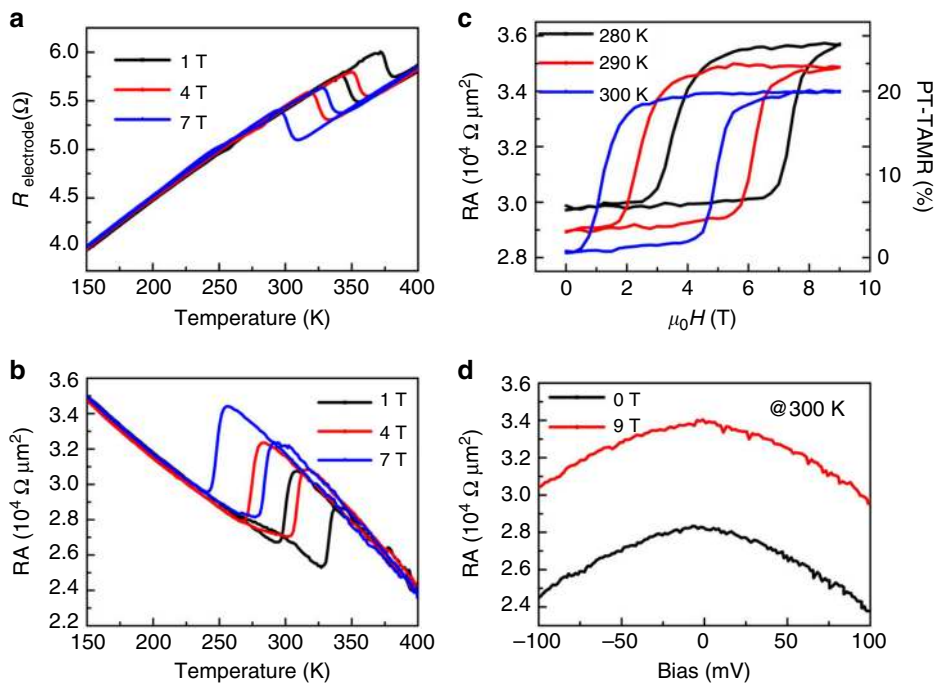 a
6.0
5.5
5.0
4.5
4.0
R electrode(Ω)
1 T
4 T
7 T
150 200 250 300 350 400
Temperature (K)
c
3.6
3.4
3.2
3.0
2.8
RA (10⁴ Ω μm²)
280 K
290 K
300 K
20
10
0
PT-TAMR (%)
0 2 4 6 8 10
μ₀H (T)
b
3.6
3.4
3.0
2.8
2.6
2.4
2.2
RA (10⁴ Ω μm²)
1 T
4 T
7 T
150 200 250 300 350 400
Temperature (K)
d
3.6
3.4
3.2
3.0
2.8
2.6
2.4
RA (10⁴ Ω μm²)
0 T
9 T
@300 K
−100 −50 0 50 100
Bias (mV)